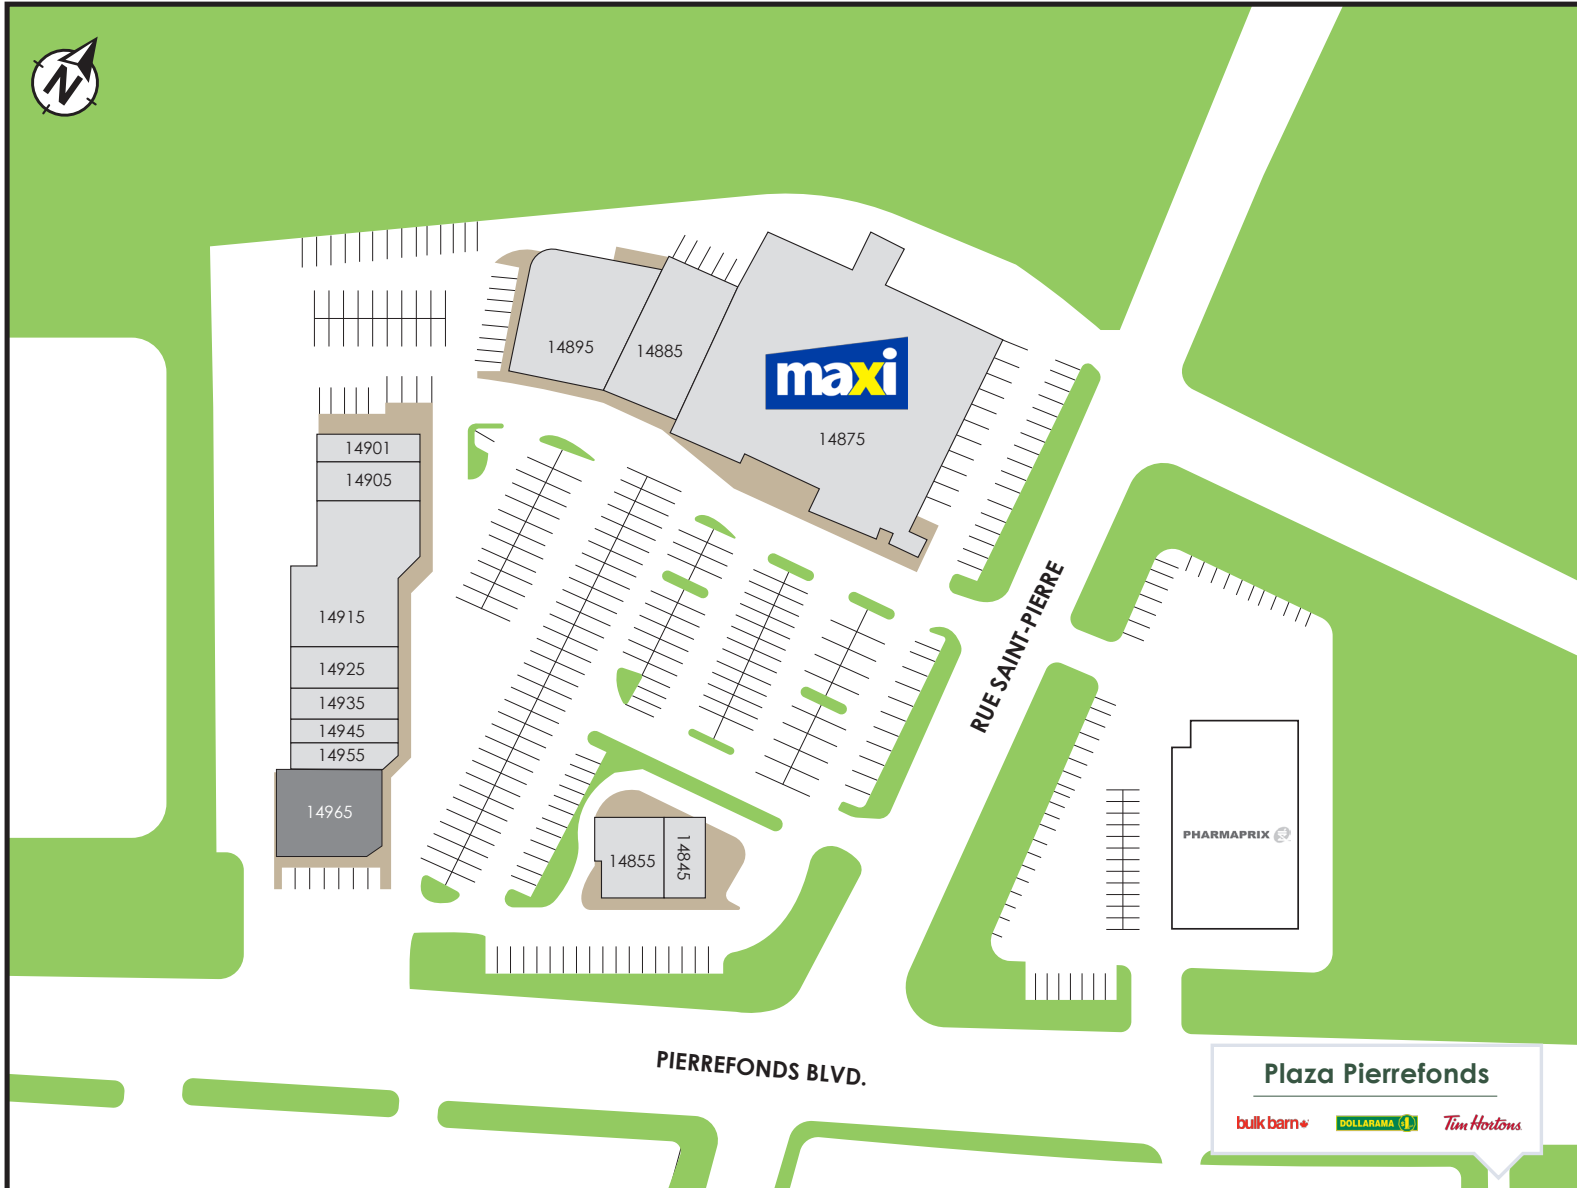 N
14895
14885
maxi
14875
14901
14905
14915
14925
14935
14945
14955
14965
RUE SAINT-PIERRE
14855
14845
PHARMAPRIX
PIERREFONDS BLVD.
Plaza Pierrefonds
bulk barn
DOLLARAMA
Tim Hortons